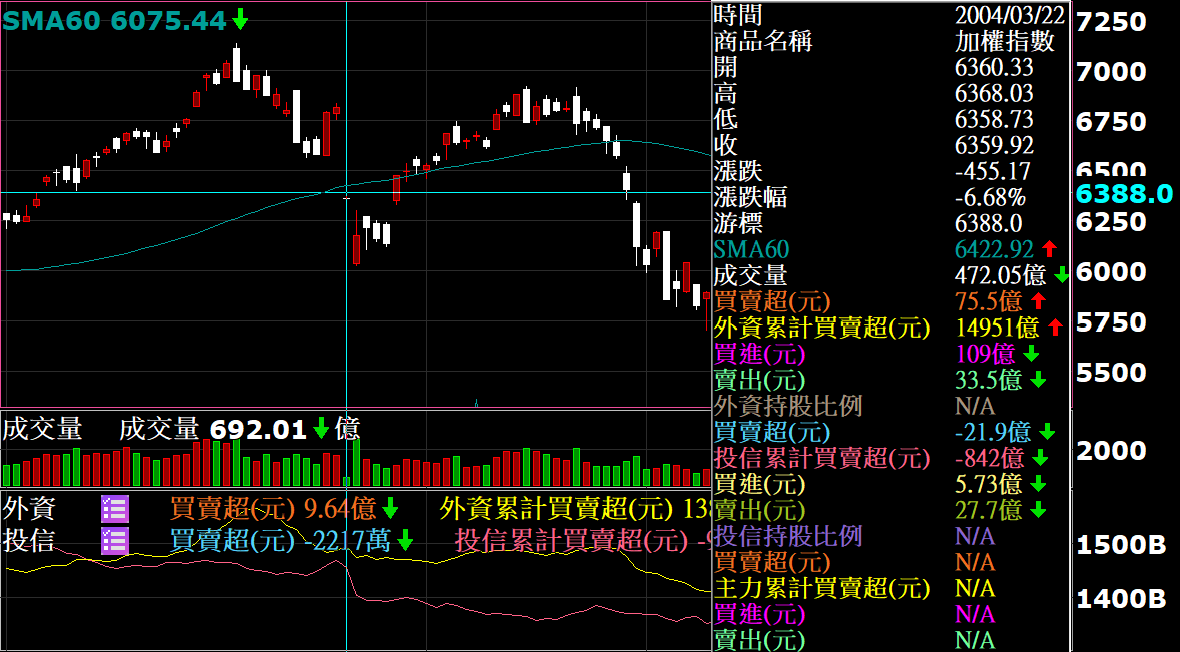 SMA60 6075.44
時間 2004/03/22
商品名稱 加權指數
開 6360.33
高 6368.03
低 6358.73
收 6359.92
漲跌 -455.17
漲跌幅 -6.68%
游標 6388.0
SMA60 6422.92
成交量 472.05億
買賣超(元) 75.5億
外資累計買賣超(元) 14951億
買進(元) 109億
賣出(元) 33.5億
外資持股比例 N/A
買賣超(元) -21.9億
投信累計買賣超(元) -842億
買進(元) 5.73億
賣出(元) 27.7億
投信持股比例 N/A
買賣超(元) N/A
主力累計買賣超(元) N/A
買進(元) N/A
賣出(元) N/A
7250
7000
6750
6500
6388.0
6250
6000
5750
5500
2000
1500B
1400B
成交量 成交量 692.01 億
外資 買賣超(元) 9.64億 外資累計買賣超(元) 138
投信 買賣超(元) -2217萬 投信累計買賣超(元) -9